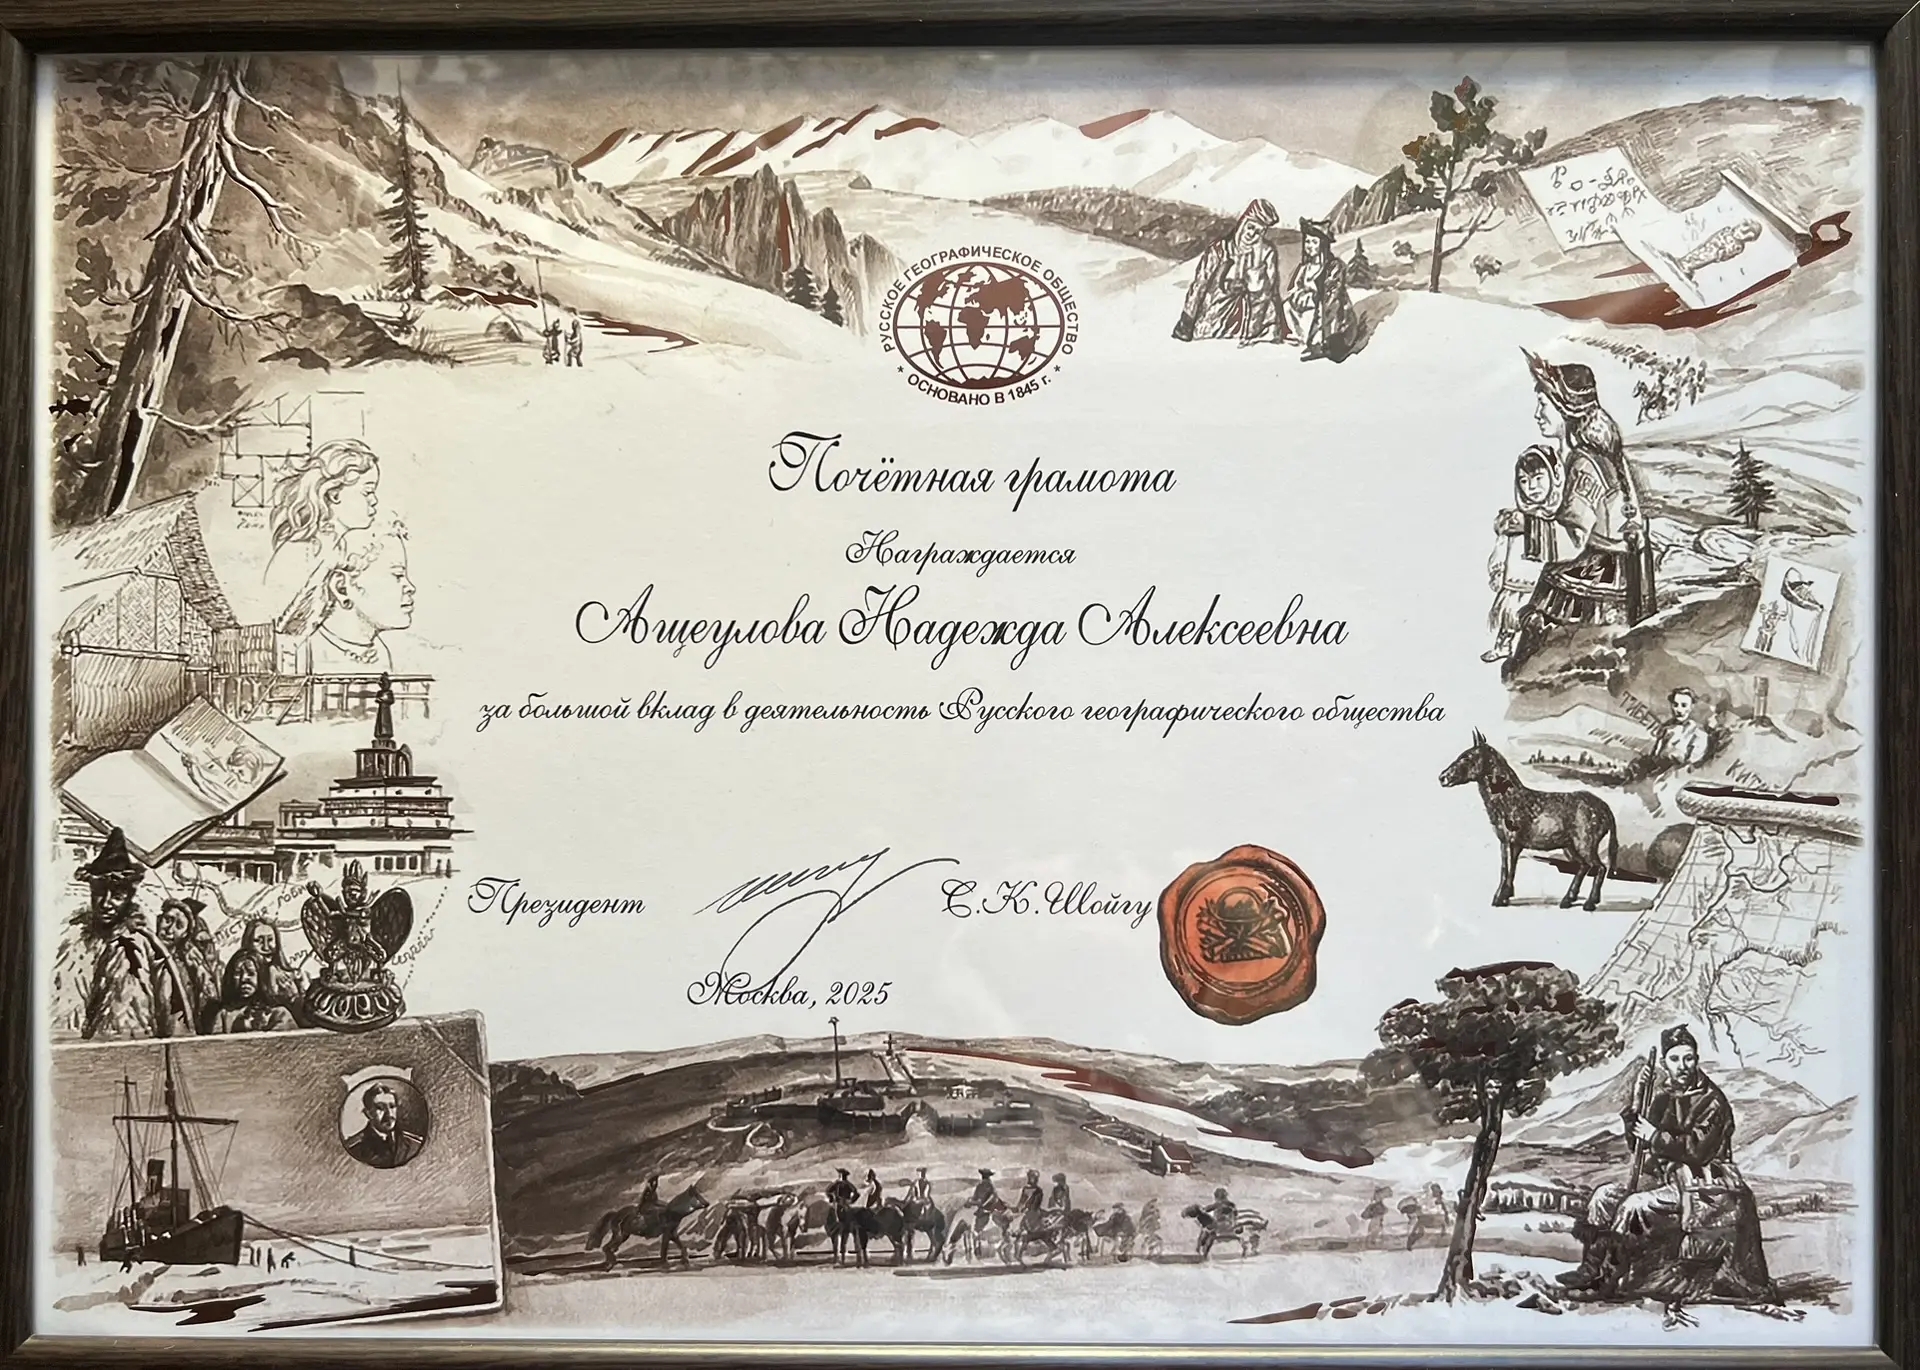 РУССКОЕ ГЕОГРАФИЧЕСКОЕ ОБЩЕСТВО
* ОСНОВАНО В 1845 г. *
Почётная грамота
Награждается
Ащеулова Надежда Алексеевна
за большой вклад в деятельность Русского географического общества
ТИБЕТ
Президент
С.К.Шойгу
Москва, 2025